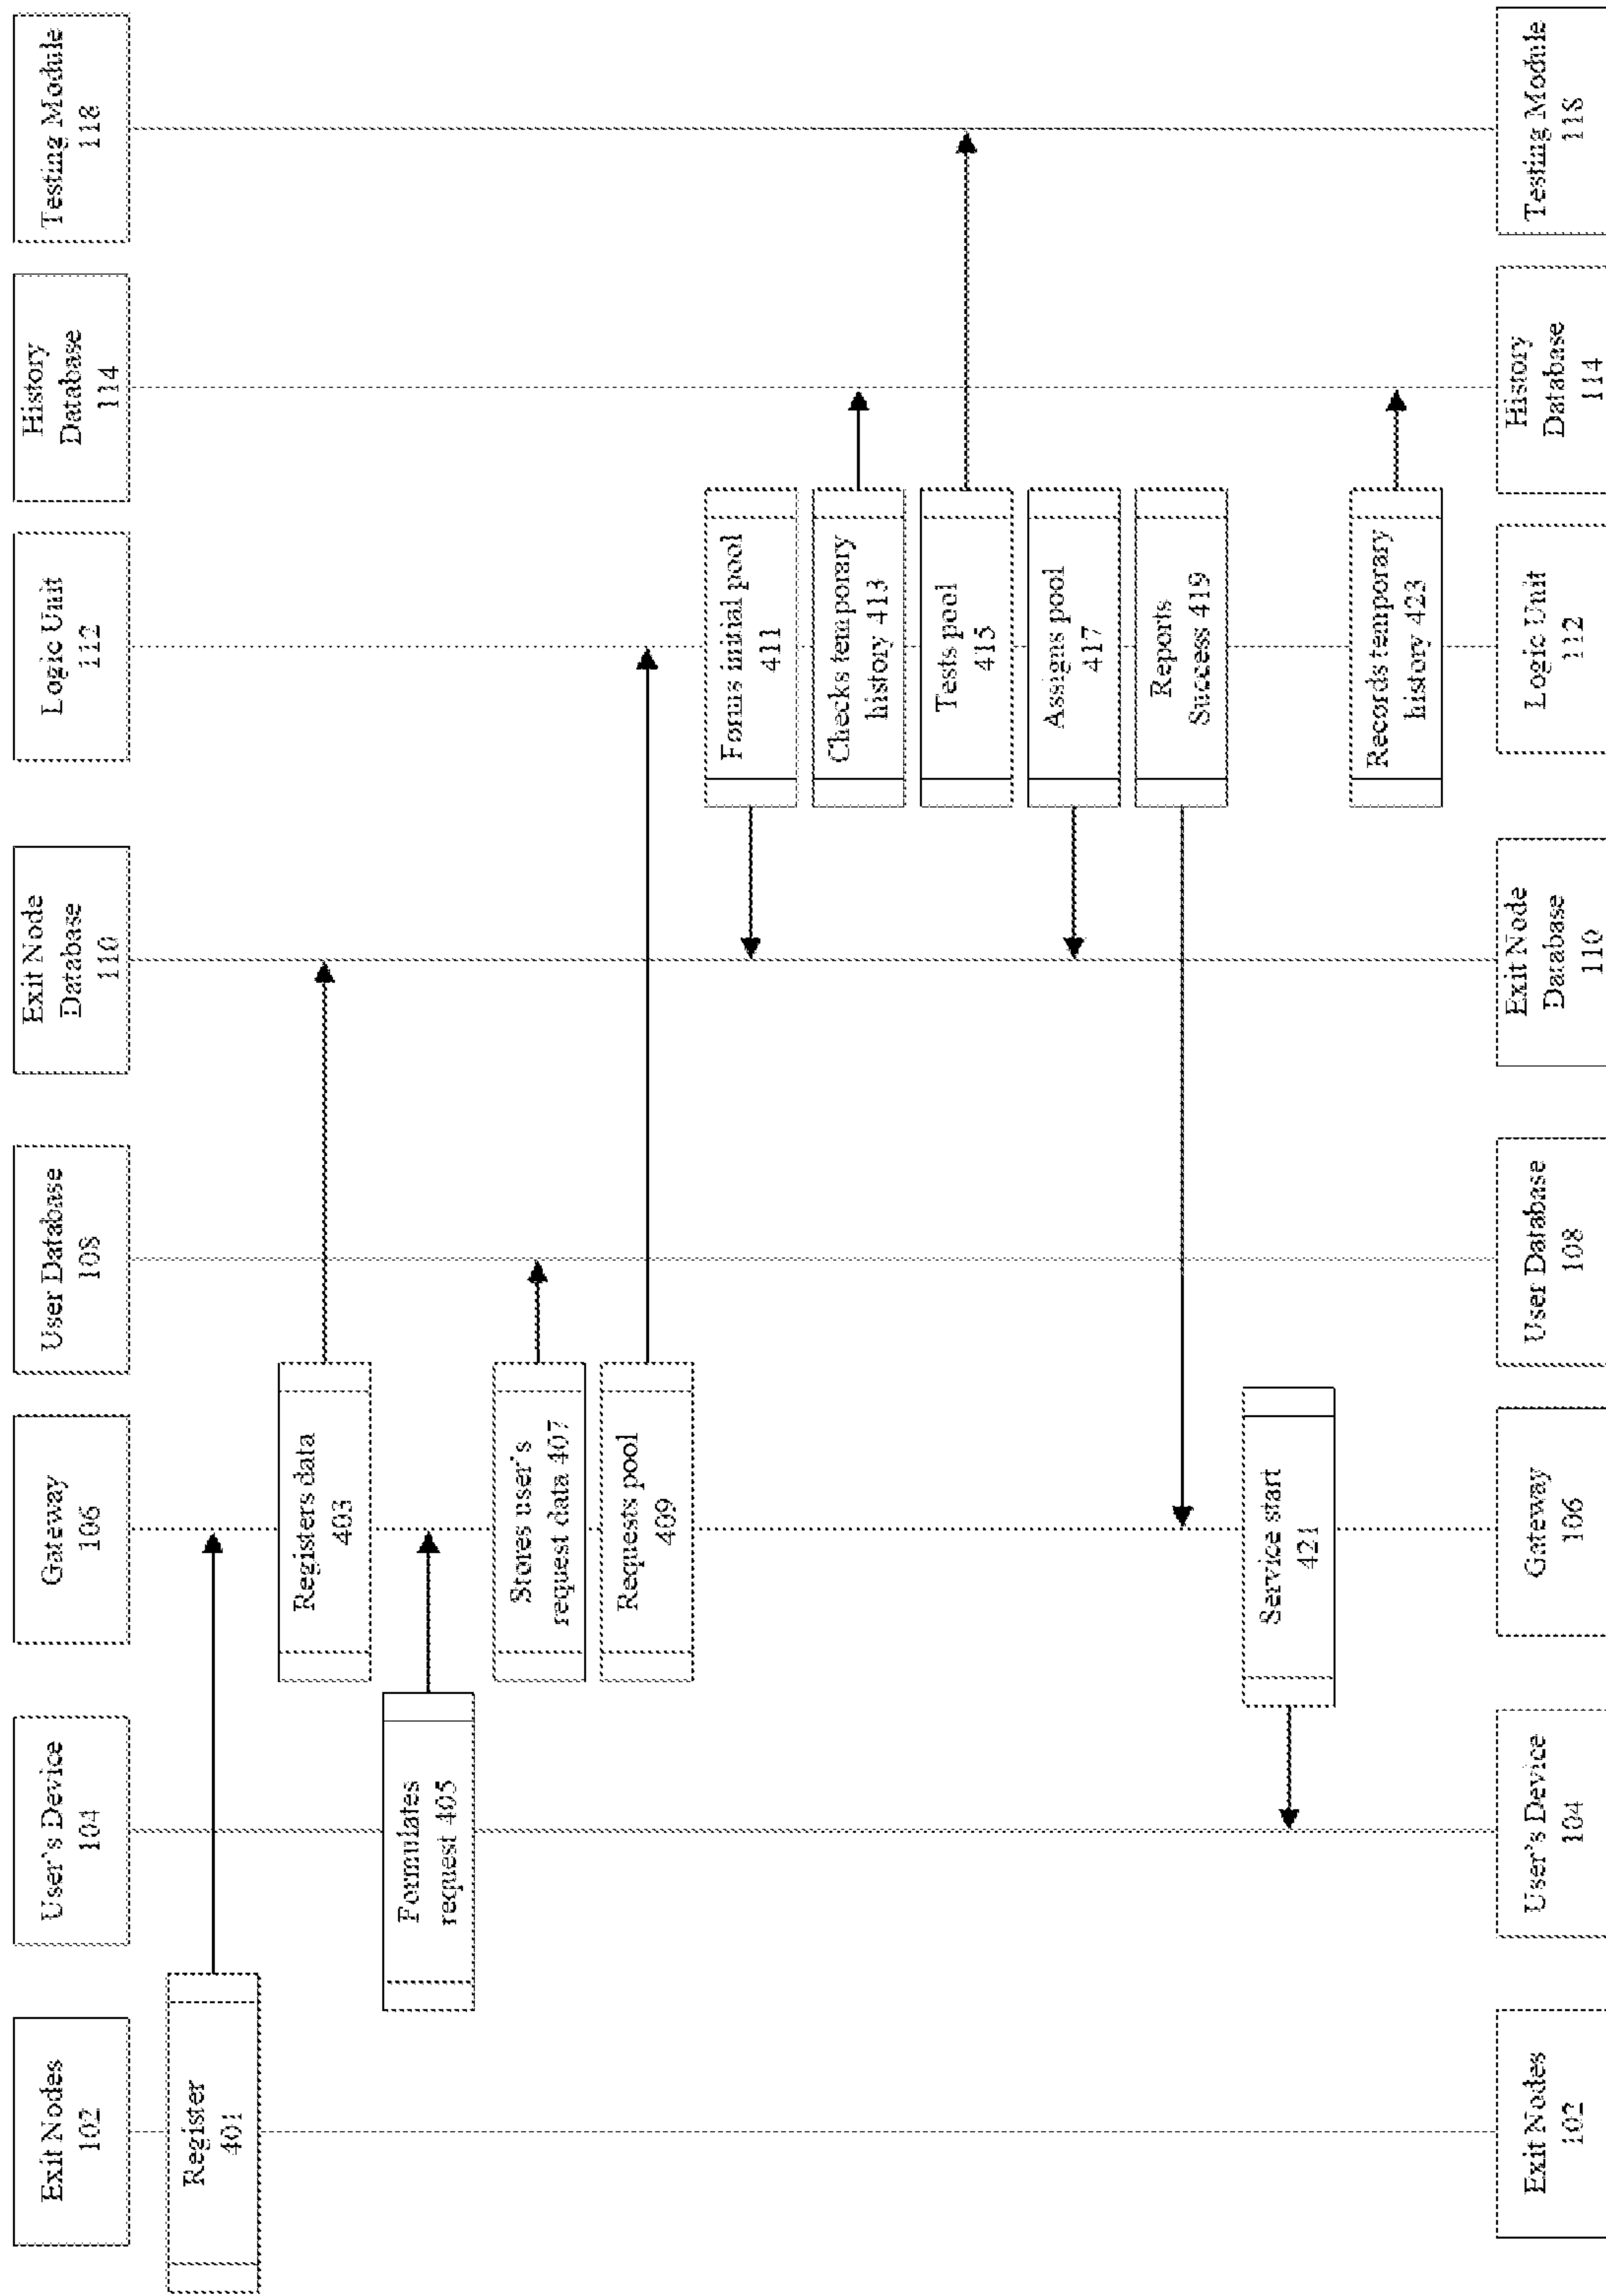 Exit Nodes
102
User's Device
104
Gateway
106
User Database
108
Exit Node
Database
110
Logic Unit
112
History
Database
114
Testing Module
118
Register
401
Registers data
403
Formulates
request 405
Stores user's
request data 407
Requests pool
409
Forms initial pool
411
Checks temporary
history 413
Tests pool
415
Assigns pool
417
Reports
Success 419
Service start
421
Records temporary
history 423
Exit Nodes
102
User's Device
104
Gateway
106
User Database
108
Exit Node
Database
110
Logic Unit
112
History
Database
114
Testing Module
118